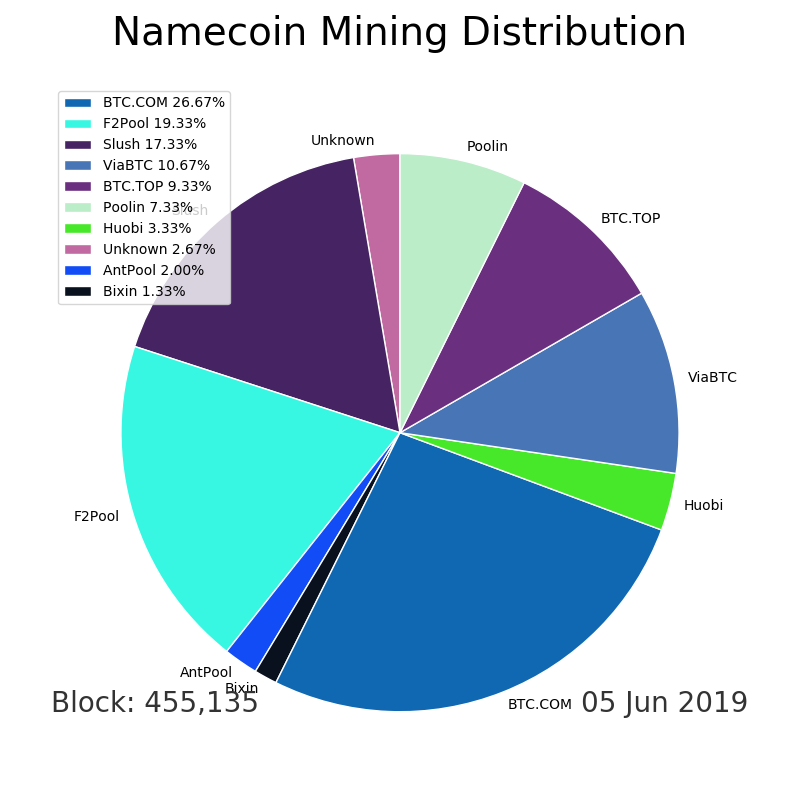 Namecoin Mining Distribution
BTC.COM 26.67%
F2Pool 19.33%
Slush 17.33%
ViaBTC 10.67%
BTC.TOP 9.33%
Poolin 7.33%
Huobi 3.33%
Unknown 2.67%
AntPool 2.00%
Bixin 1.33%
Unknown
Poolin
Slush
BTC.TOP
ViaBTC
Huobi
F2Pool
AntPool
Bixin
BTC.COM
Block: 455,135
05 Jun 2019